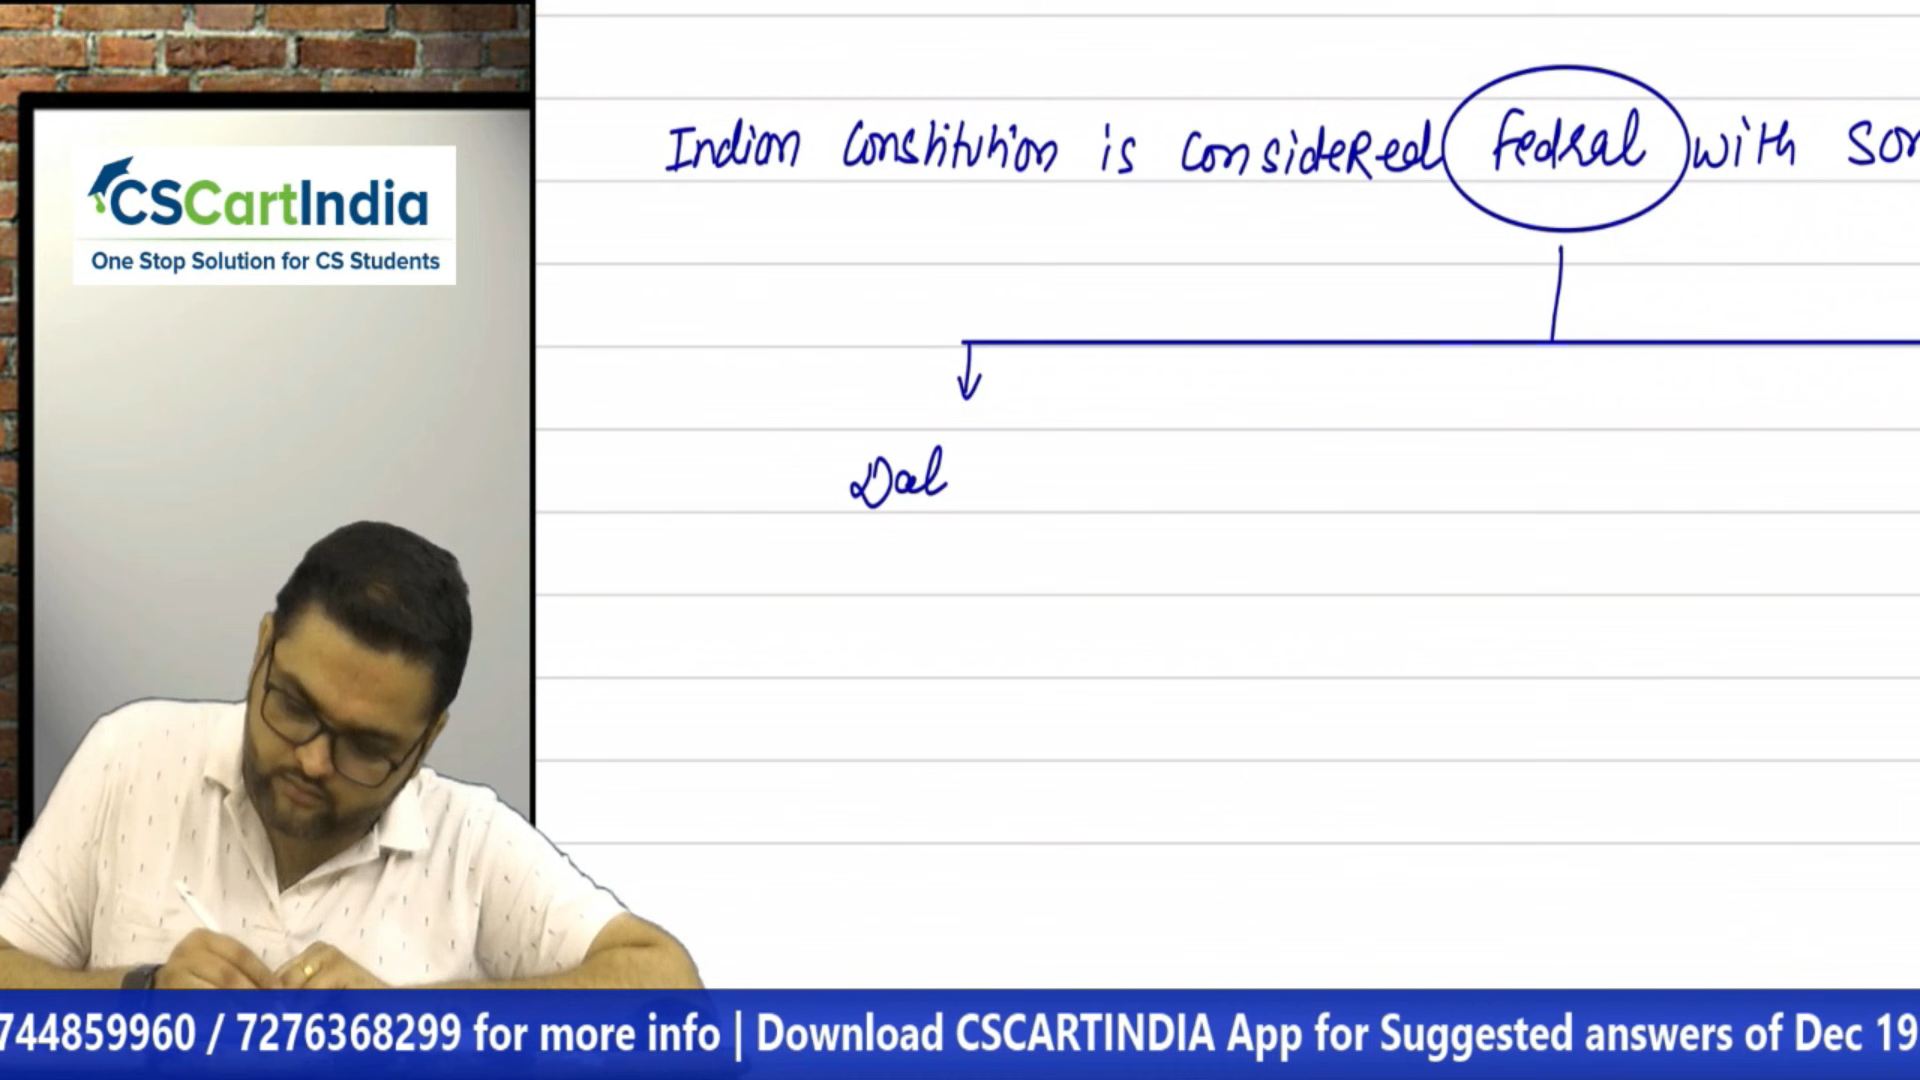 CSCartIndia
One Stop Solution for CS Students
Indian Constitution is considered federal with
Dal
744859960 / 7276368299 for more info | Download CSCARTINDIA App for Suggested answers of Dec 19